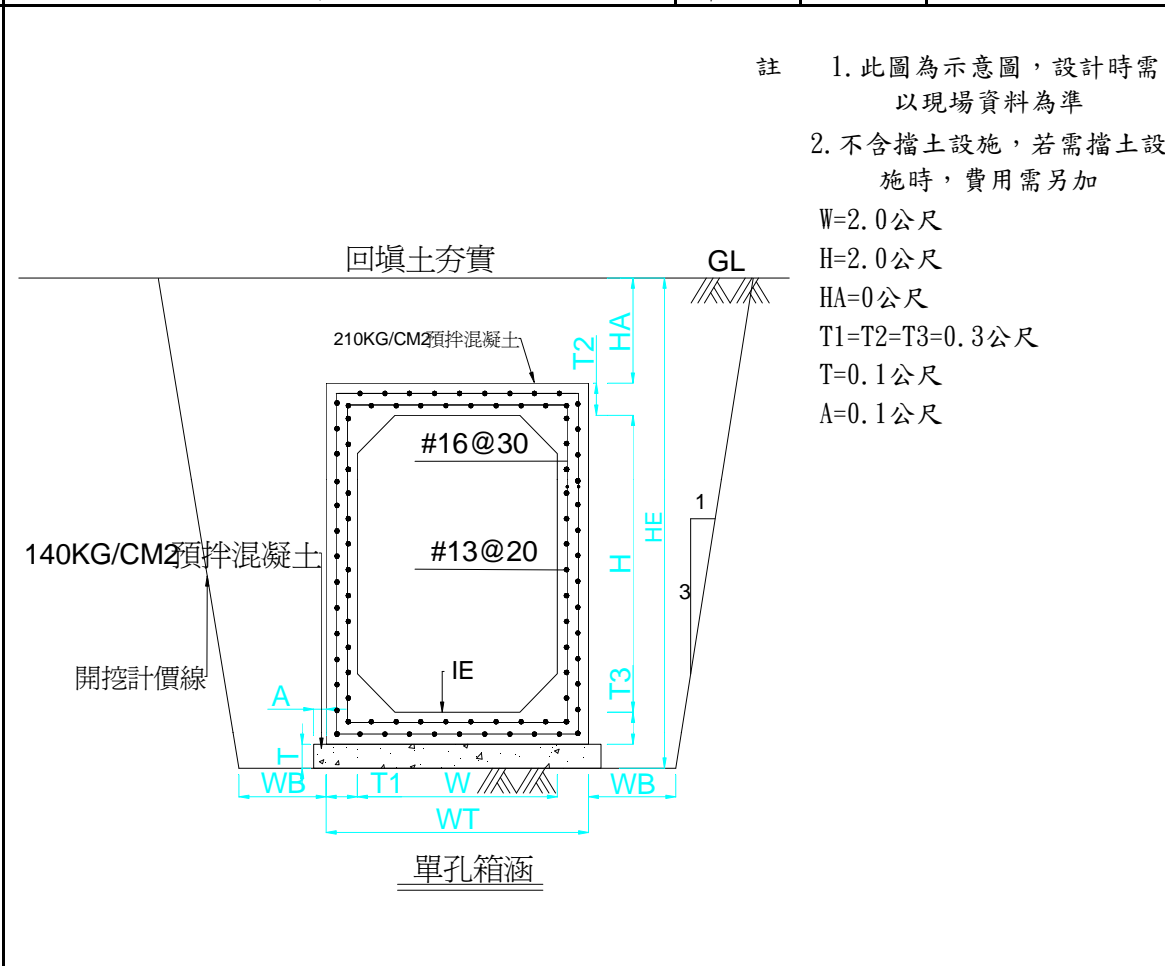 註 1.此圖為示意圖，設計時需
以現場資料為準
2.不含擋土設施，若需擋土設
施時，費用需另加
W=2.0公尺
H=2.0公尺
HA=0公尺
T1=T2=T3=0.3公尺
T=0.1公尺
A=0.1公尺
回填土夯實
GL
210KG/CM2預拌混凝土
HA
T2
#16@30
1
HE
140KG/CM2預拌混凝土
#13@20
H
3
開挖計價線
IE
T3
A
T
WB
T1
W
WB
WT
單孔箱涵